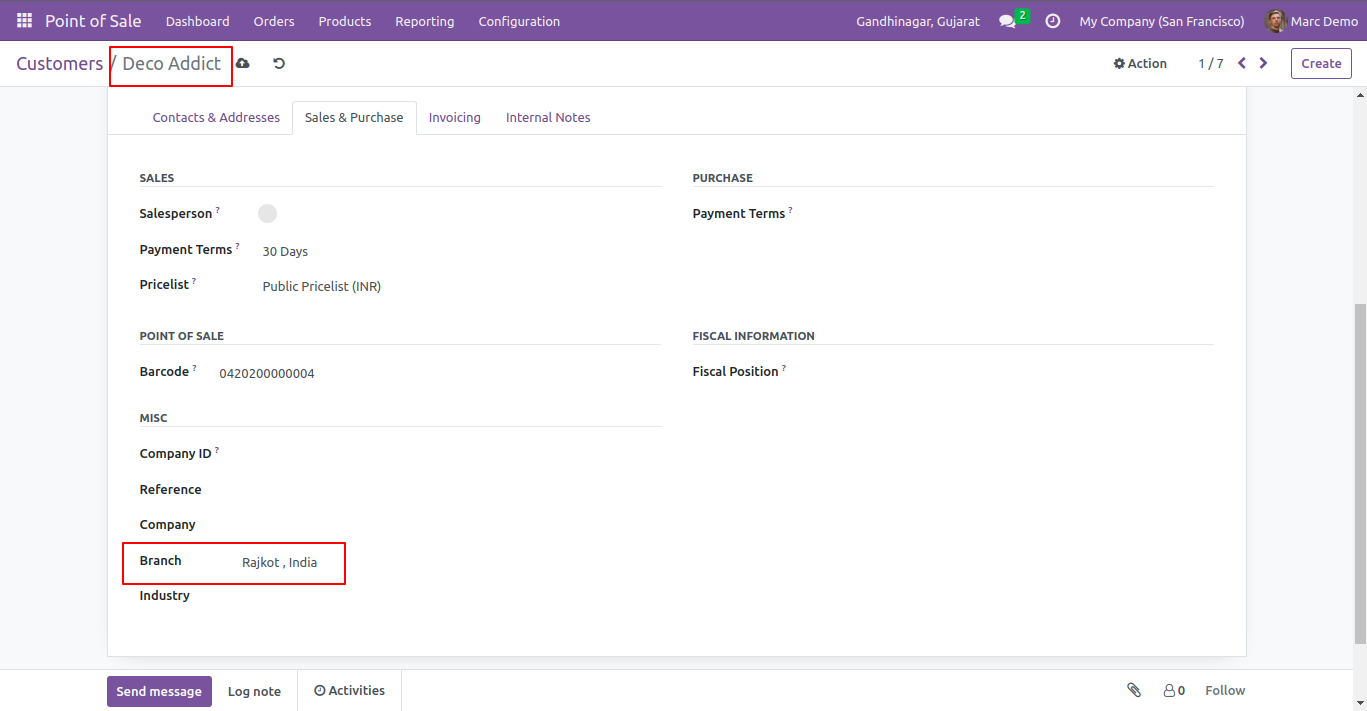 Point of Sale Dashboard Orders Products Reporting Configuration Gandhinagar, Gujarat 2 My Company (San Francisco) Marc Demo
Customers / Deco Addict Action 1 / 7 Create
Contacts & Addresses Sales & Purchase Invoicing Internal Notes
SALES PURCHASE
Salesperson ? Payment Terms ?
Payment Terms ? 30 Days
Pricelist ? Public Pricelist (INR)
POINT OF SALE FISCAL INFORMATION
Barcode ? 0420200000004 Fiscal Position ?
MISC
Company ID ?
Reference
Company
Branch Rajkot , India
Industry
Send message Log note Activities 0 Follow